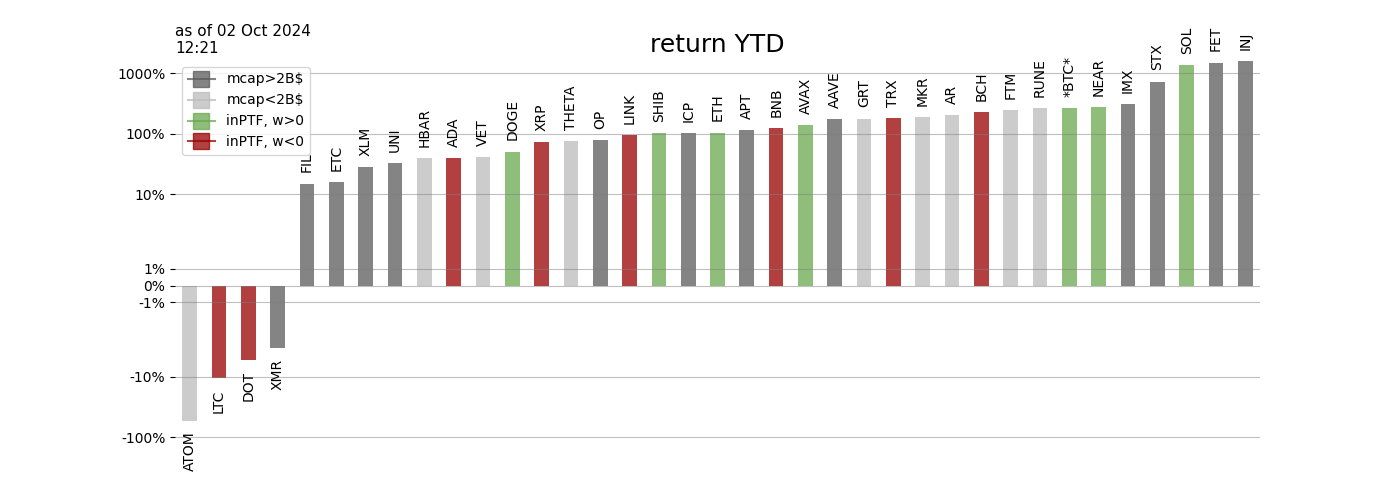 as of 02 Oct 2024
12:21
return YTD
mcap>2B$
mcap<2B$
inPTF, w>0
inPTF, w<0
1000%
100%
10%
1%
0%
-1%
-10%
-100%
ATOM
LTC
DOT
XMR
FIL
ETC
XLM
UNI
HBAR
ADA
VET
DOGE
XRP
THETA
OP
LINK
SHIB
ICP
ETH
APT
BNB
AVAX
AAVE
GRT
TRX
MKR
AR
BCH
FTM
RUNE
*BTC*
NEAR
IMX
STX
SOL
FET
INJ